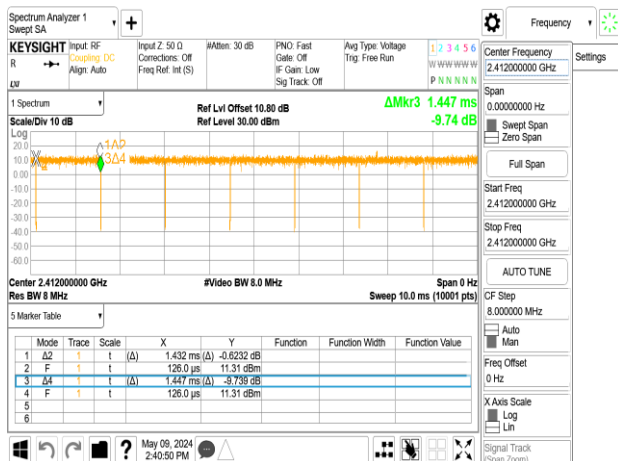 Spectrum Analyzer 1
Swept SA
Frequency
KEYSIGHT
R
LXI
Input: RF
Coupling: DC
Align: Auto
Input Z: 50 Ω
Corrections: Off
Freq Ref: Int (S)
#Atten: 30 dB
PNO: Fast
Gate: Off
IF Gain: Low
Sig Track: Off
Avg Type: Voltage
Trig: Free Run
1 2 3 4 5 6
W W W W W W
P N N N N N
Settings
1 Spectrum
Scale/Div 10 dB
Ref Lvl Offset 10.80 dB
Ref Level 30.00 dBm
ΔMkr3 1.447 ms
-9.74 dB
Log
20.0
10.0
0.00
-10.0
-20.0
-30.0
-40.0
-50.0
-60.0
1Δ2
3Δ4
Center 2.412000000 GHz
Res BW 8 MHz
#Video BW 8.0 MHz
Span 0 Hz
Sweep 10.0 ms (10001 pts)
5 Marker Table
Mode Trace Scale X Y Function Function Width Function Value
1 Δ2 1 t (Δ) 1.432 ms (Δ) -0.6232 dB
2 F 1 t 126.0 µs 11.31 dBm
3 Δ4 1 t (Δ) 1.447 ms (Δ) -9.739 dB
4 F 1 t 126.0 µs 11.31 dBm
5
6
May 09, 2024
2:40:50 PM
Center Frequency
2.412000000 GHz
Span
0.00000000 Hz
Swept Span
Zero Span
Full Span
Start Freq
2.412000000 GHz
Stop Freq
2.412000000 GHz
AUTO TUNE
CF Step
8.000000 MHz
Auto
Man
Freq Offset
0 Hz
X Axis Scale
Log
Lin
Signal Track
(Span Zoom)